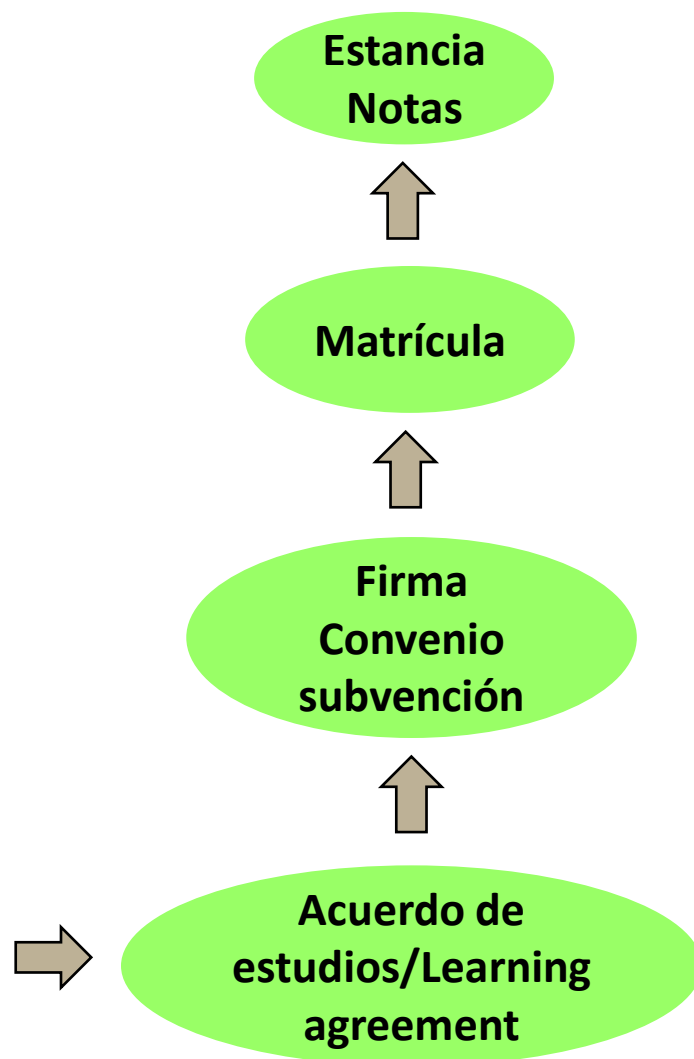 Estancia
Notas
Matrícula
Firma
Convenio
subvención
Acuerdo de
estudios/Learning
agreement